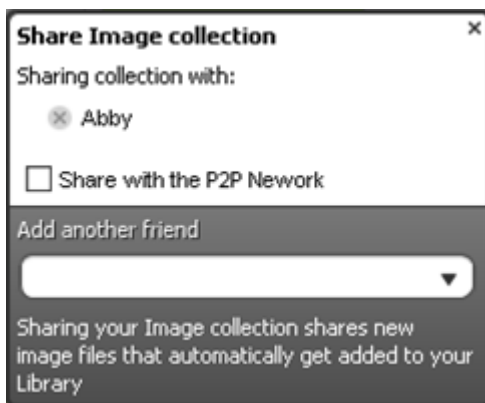 Share Image collection
Sharing collection with:
Abby
Share with the P2P Nework
Add another friend
Sharing your Image collection shares new
image files that automatically get added to your
Library